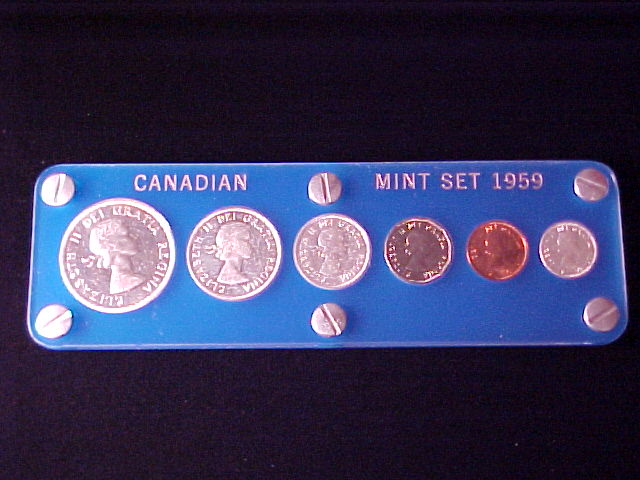 CANADIAN MINT SET 1959
ELIZABETH II DEI GRATIA REGINA
ELIZABETH II DEI GRATIA REGINA